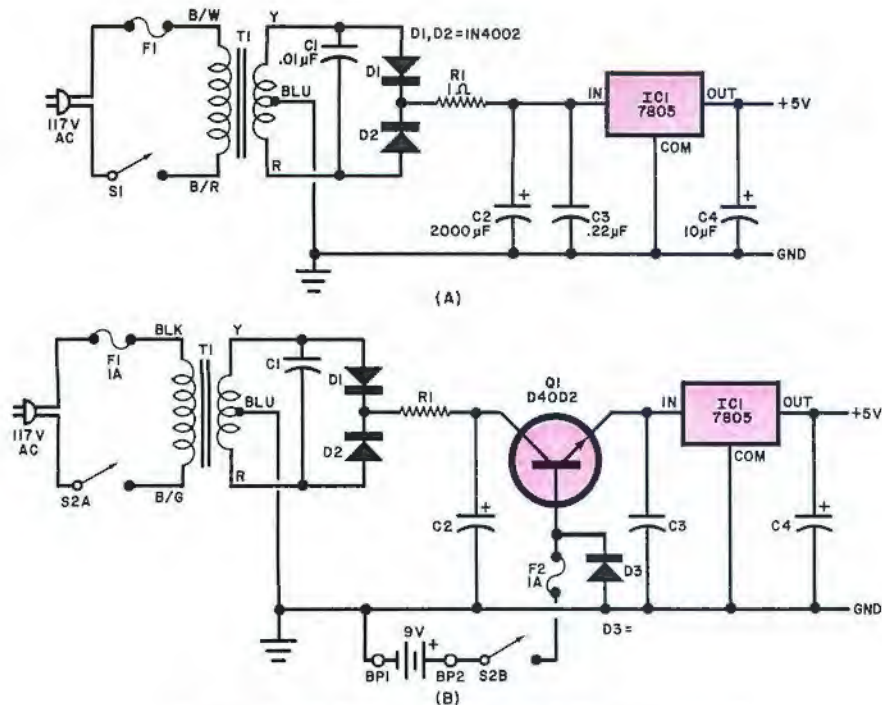 B/W
F1
117V
AC
S1
B/R
T1
Y
BLU
R
C1
.01µF
D1, D2=1N4002
D1
D2
R1
1Ω
C2
2000µF
C3
.22µF
IN
IC1
7805
OUT
COM
C4
10µF
+5V
GND
(A)
BLK
F1
1A
117V
AC
S2A
B/G
T1
Y
BLU
R
C1
D1
D2
R1
C2
Q1
D40D2
F2
1A
D3
D3=
C3
IN
IC1
7805
OUT
COM
C4
+5V
GND
9V
+
BP1
BP2
S2B
(B)